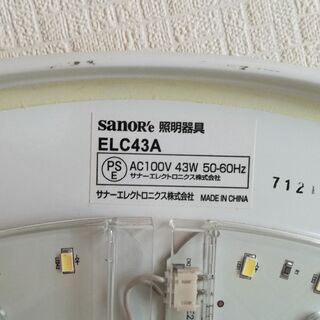 sanoR'e 照明器具
ELC43A
PS
E
AC100V 43W 50-60Hz
サナーエレクトロニクス株式会社
サナーエレクトロニクス株式会社 MADE IN CHINA
712